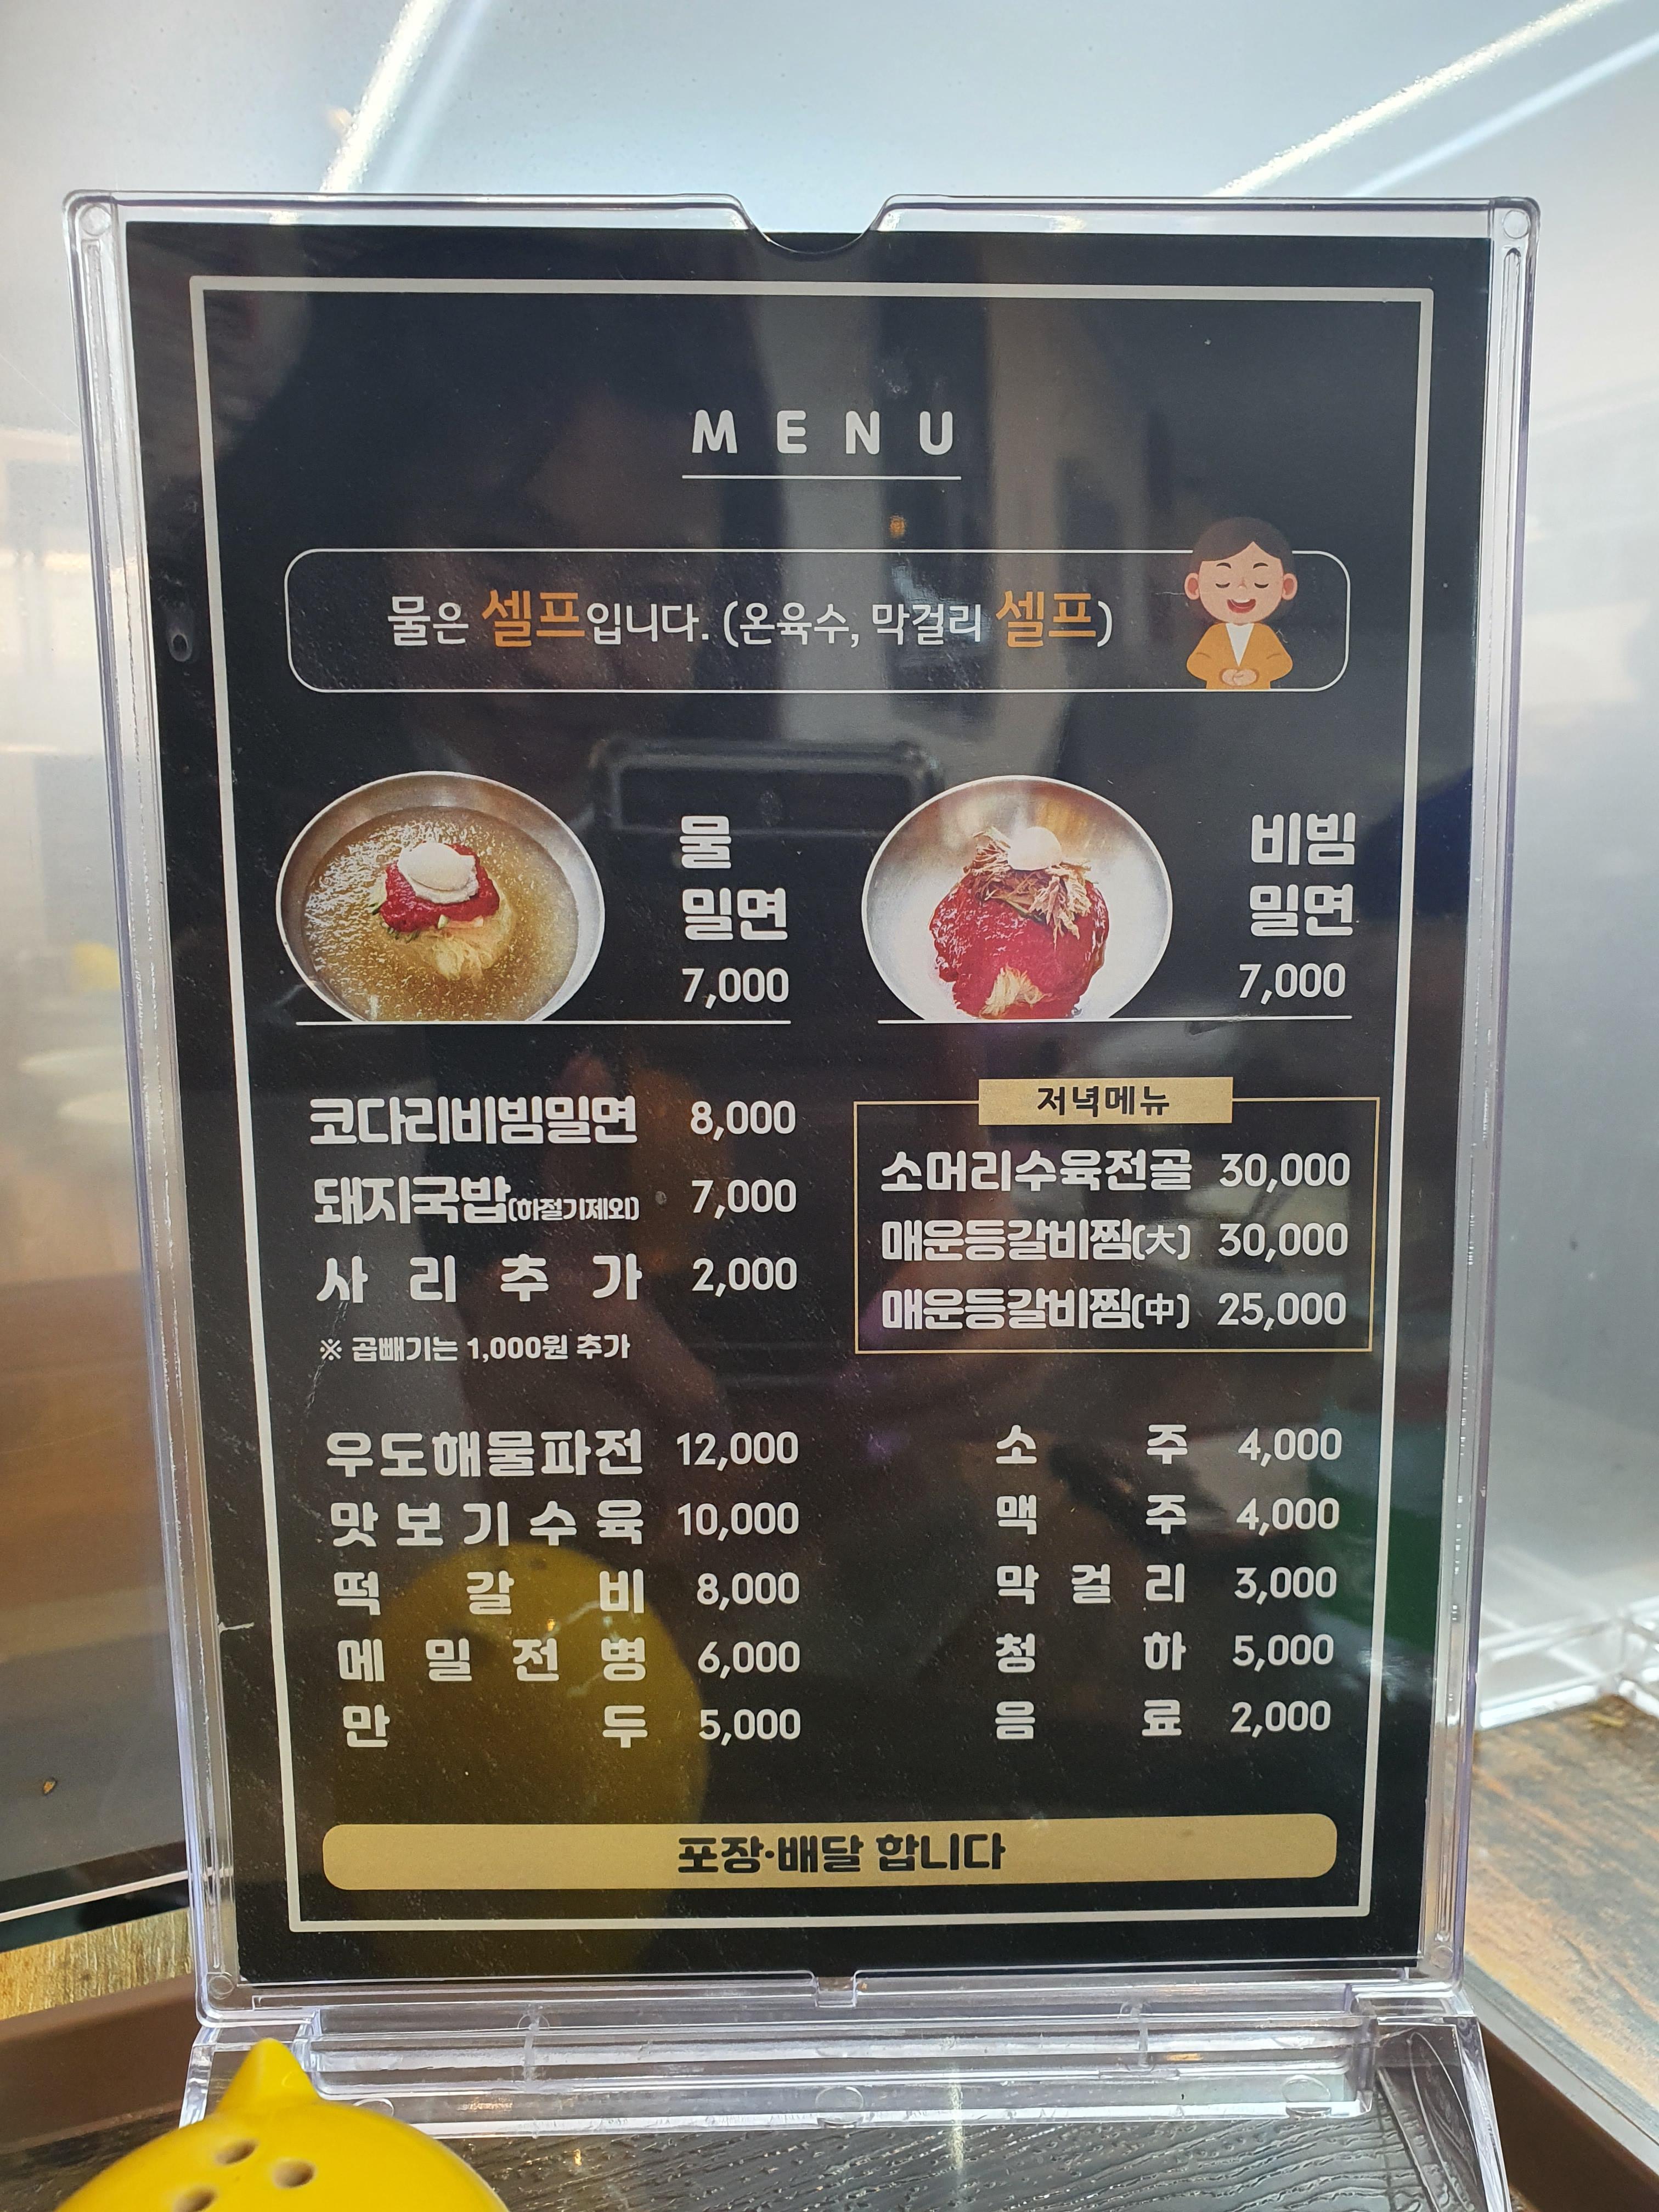 MENU
물은 셀프입니다. (온육수, 막걸리 셀프)
물
밀면
7,000
비빔
밀면
7,000
코다리비빔밀면 8,000
돼지국밥(하절기제외) 7,000
사리추가 2,000
※ 곱빼기는 1,000원 추가
저녁메뉴
소머리수육전골 30,000
매운등갈비찜(大) 30,000
매운등갈비찜(中) 25,000
우도해물파전 12,000
맛보기수육 10,000
떡갈비 8,000
메밀전병 6,000
만두 5,000
소주 4,000
맥주 4,000
막걸리 3,000
청하 5,000
음료 2,000
포장·배달 합니다